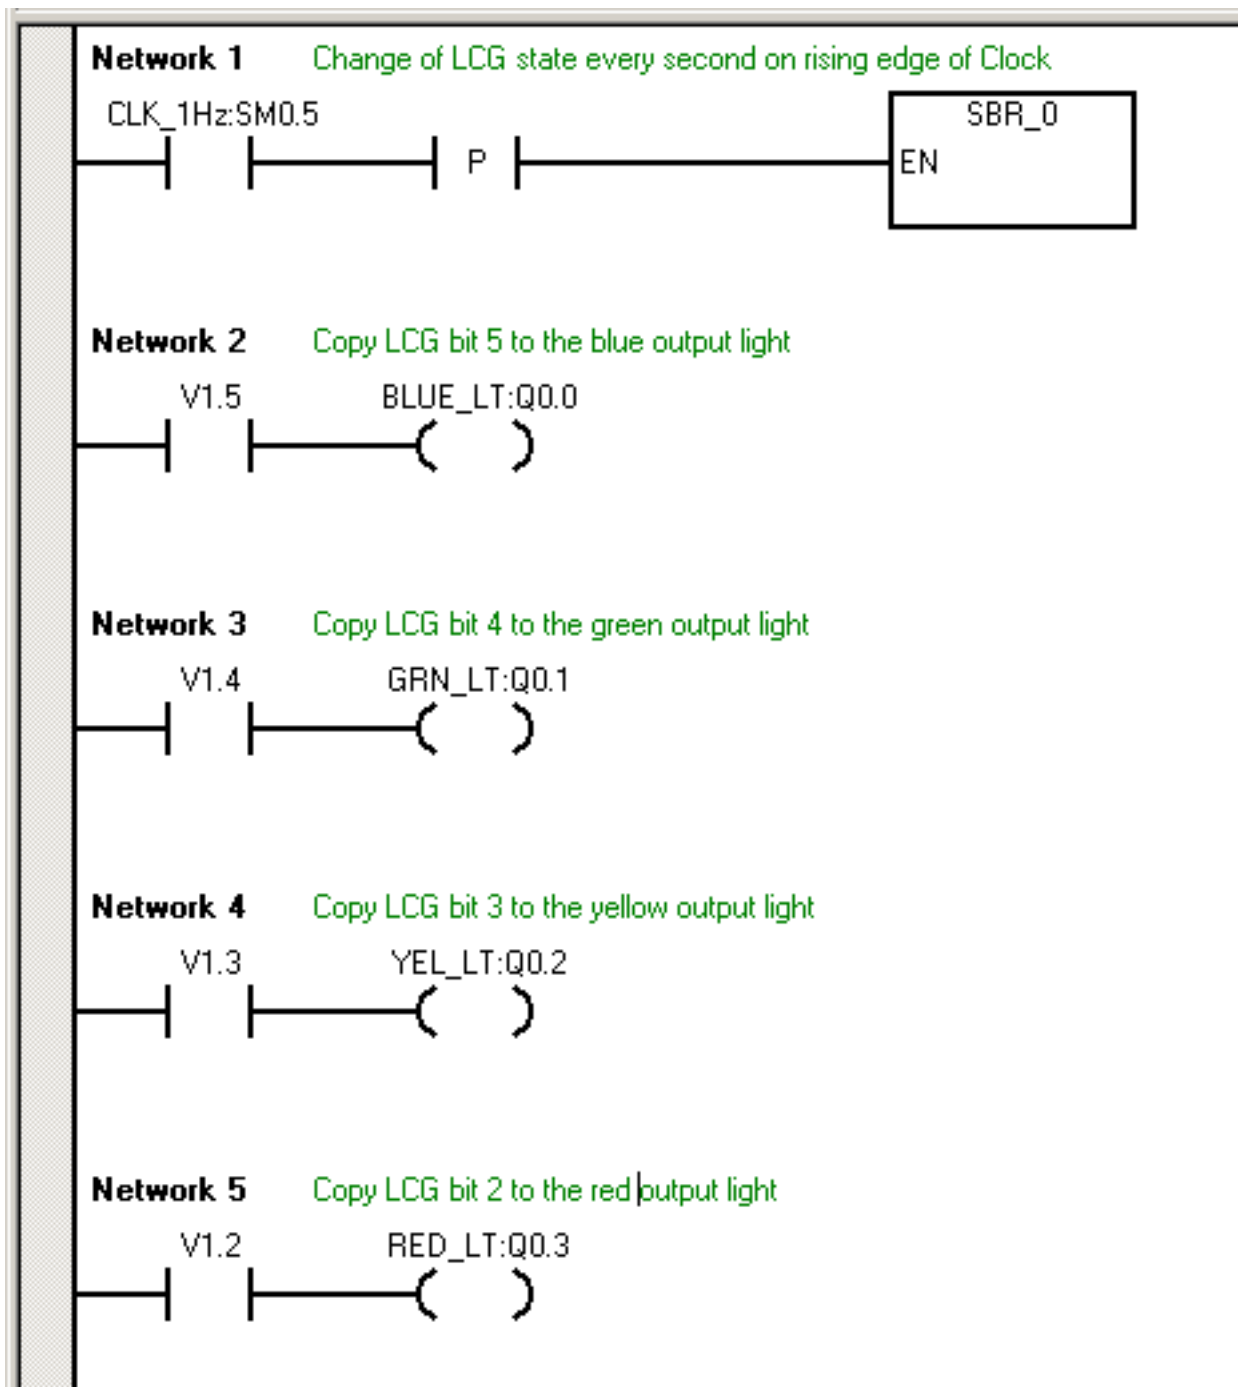 Network 1 Change of LCG state every second on rising edge of Clock
CLK_1Hz:SM0.5
SBR_0
P
EN
Network 2 Copy LCG bit 5 to the blue output light
V1.5 BLUE_LT:Q0.0
Network 3 Copy LCG bit 4 to the green output light
V1.4 GRN_LT:Q0.1
Network 4 Copy LCG bit 3 to the yellow output light
V1.3 YEL_LT:Q0.2
Network 5 Copy LCG bit 2 to the red output light
V1.2 RED_LT:Q0.3